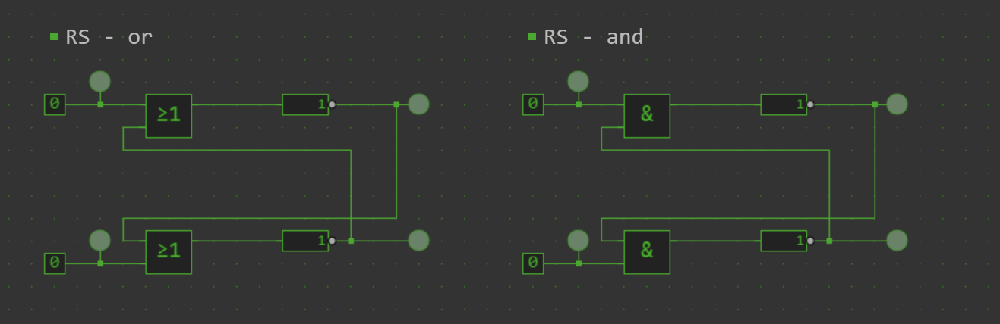 RS - or
RS - and
0 ≥1 1
0 & 1
0 ≥1 1
0 & 1